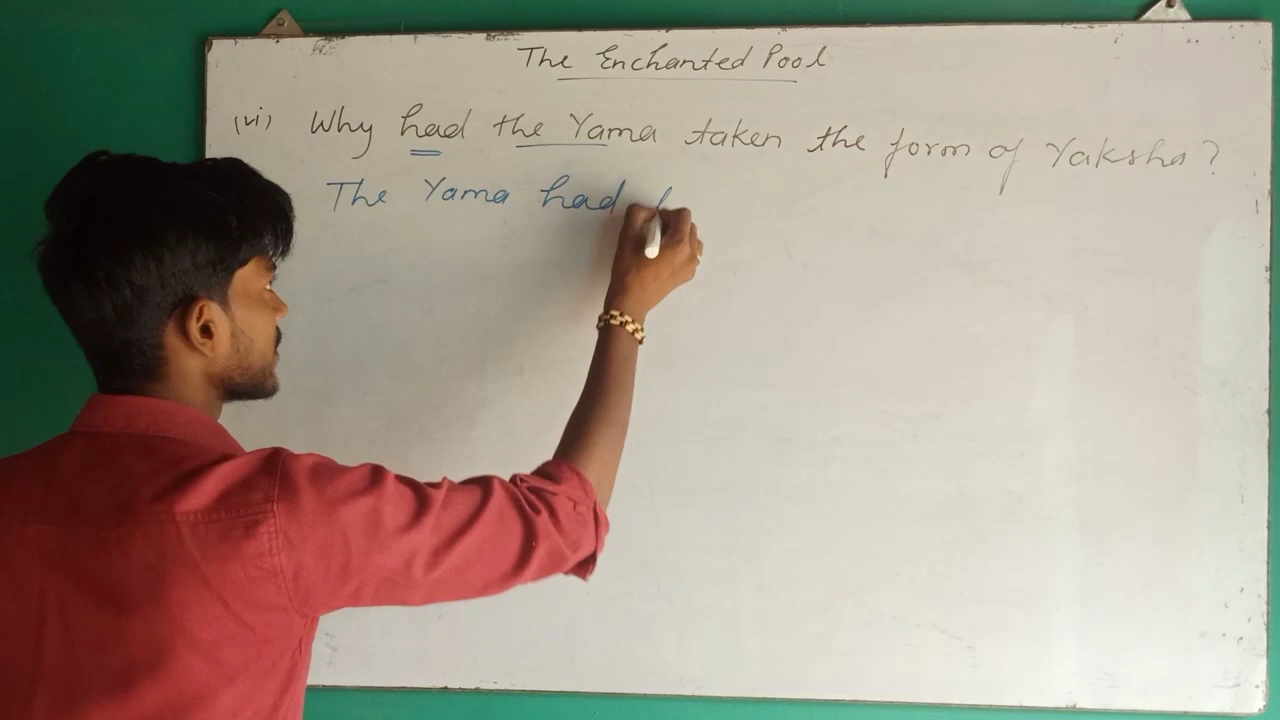 The Enchanted Pool
(vi) Why had the Yama taken the form of Yaksha?
The Yama had